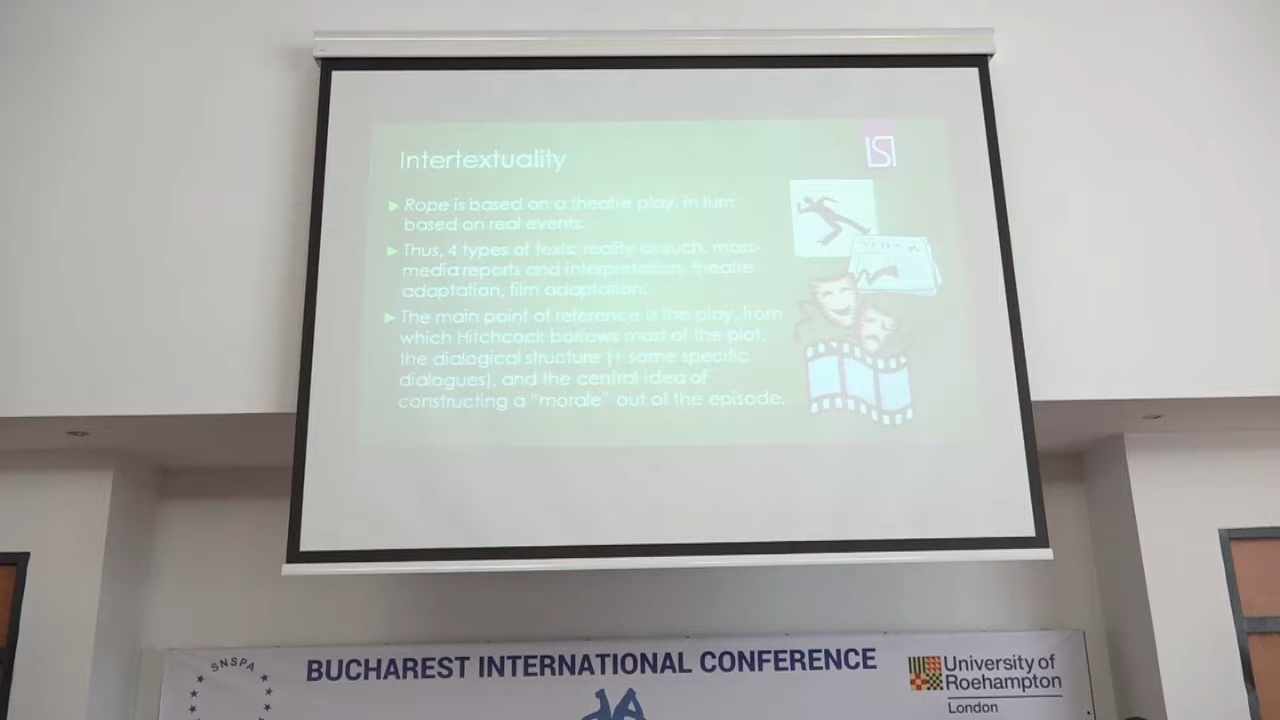 Intertextuality
Rope is based on a theatre play, in turn
based on real events.
Thus, 4 types of texts: reality as such, mass-
media reports and interpretation, theatre
adaptation, film adaptation.
The main point of reference is the play, from
which Hitchcock borrows most of the plot,
the dialogical structure (+ some specific
dialogues), and the central idea of
constructing a "morale" out of the episode.
NEWS
SNSPA
BUCHAREST INTERNATIONAL CONFERENCE
University of
Roehampton
London